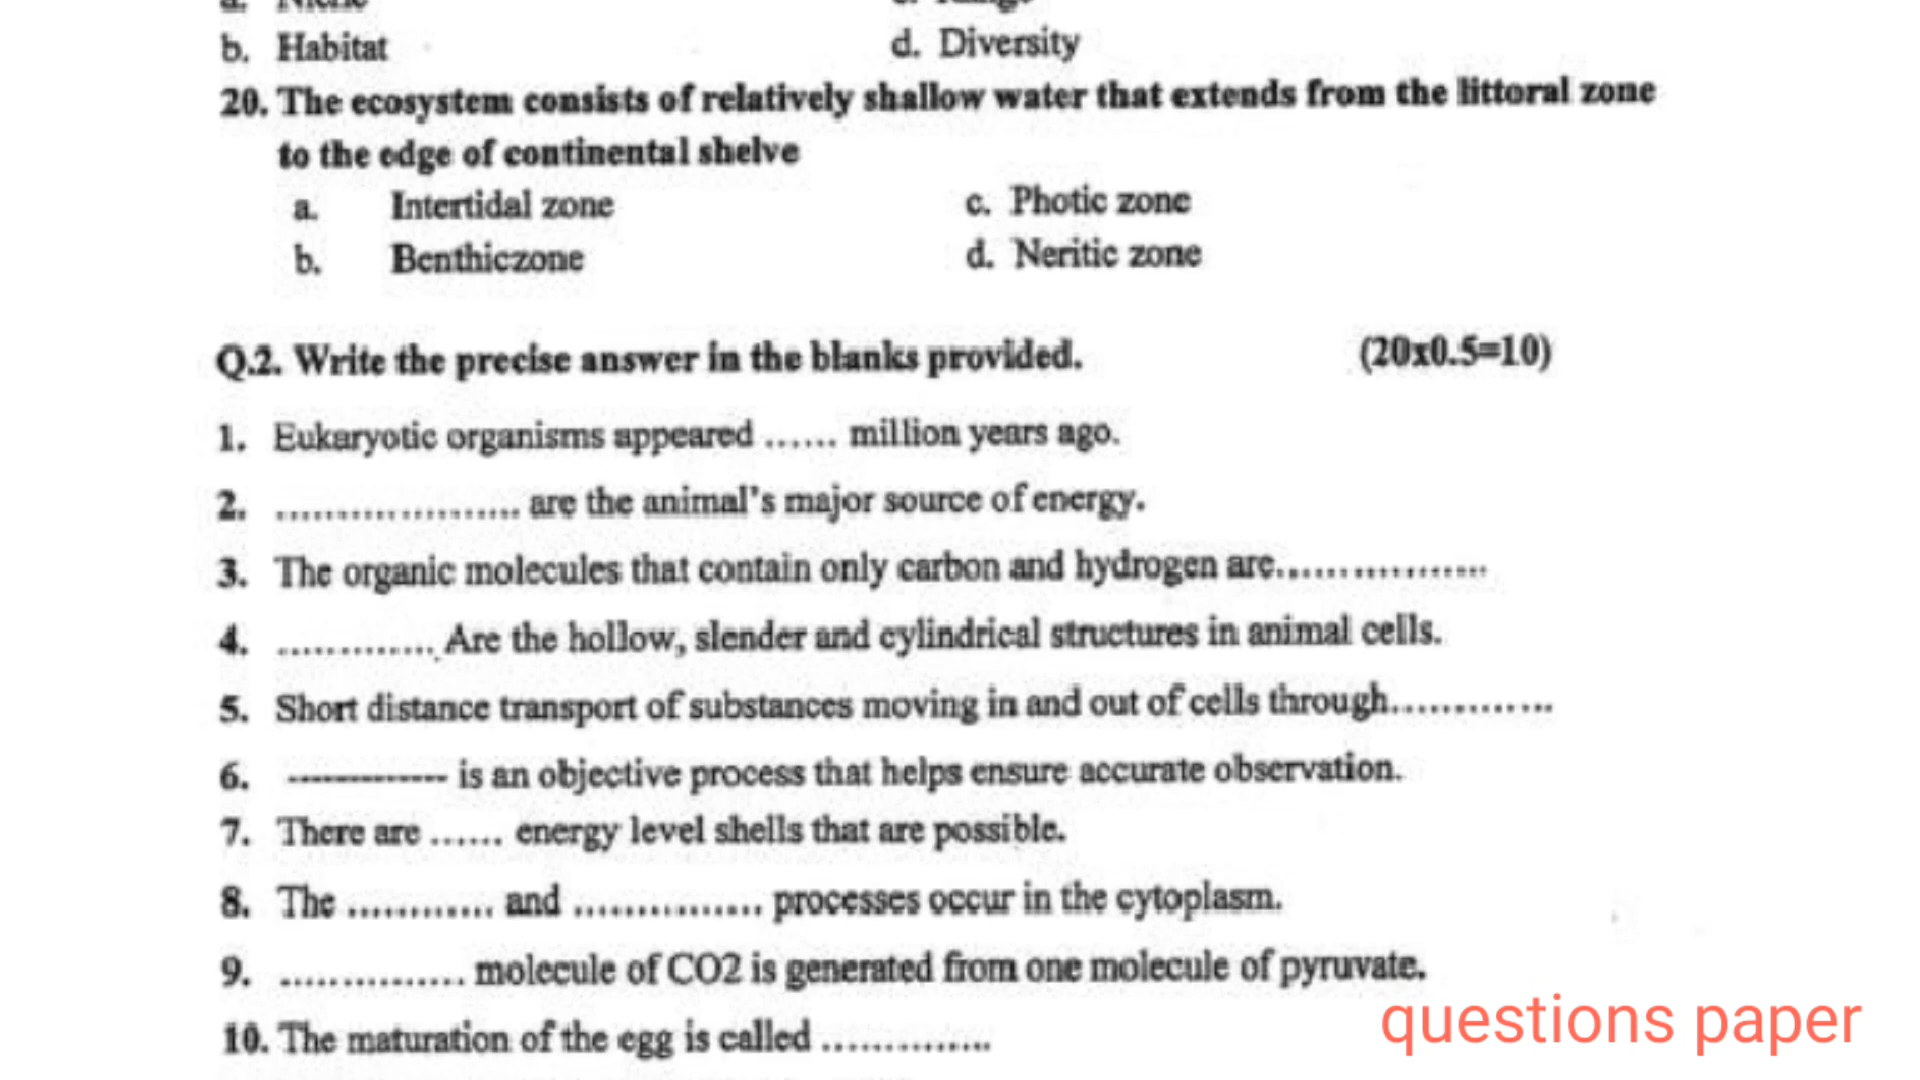 b. Habitat
d. Diversity
20. The ecosystem consists of relatively shallow water that extends from the littoral zone
to the edge of continental shelve
a. Intertidal zone
c. Photic zone
b. Benthiczone
d. Neritic zone
Q.2. Write the precise answer in the blanks provided. (20x0.5=10)
1. Eukaryotic organisms appeared ...... million years ago.
2. ..................... are the animal's major source of energy.
3. The organic molecules that contain only carbon and hydrogen are..................
4. .............. Are the hollow, slender and cylindrical structures in animal cells.
5. Short distance transport of substances moving in and out of cells through..............
6. ------------- is an objective process that helps ensure accurate observation.
7. There are ...... energy level shells that are possible.
8. The ............. and ................ processes occur in the cytoplasm.
9. ................ molecule of CO2 is generated from one molecule of pyruvate.
10. The maturation of the egg is called ...............
questions paper